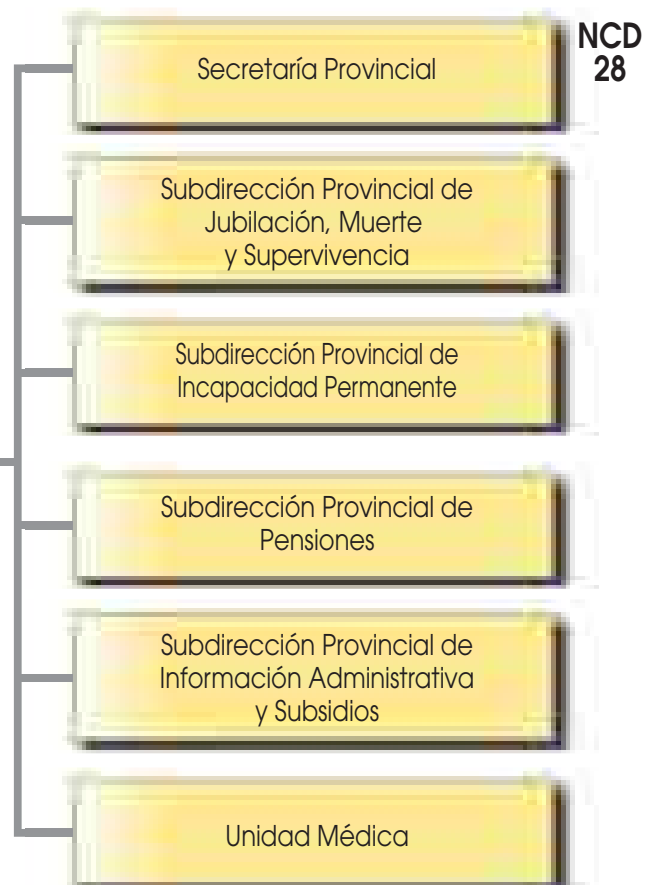 NCD
28
Secretaría Provincial
Subdirección Provincial de
Jubilación, Muerte
y Supervivencia
Subdirección Provincial de
Incapacidad Permanente
Subdirección Provincial de
Pensiones
Subdirección Provincial de
Información Administrativa
y Subsidios
Unidad Médica